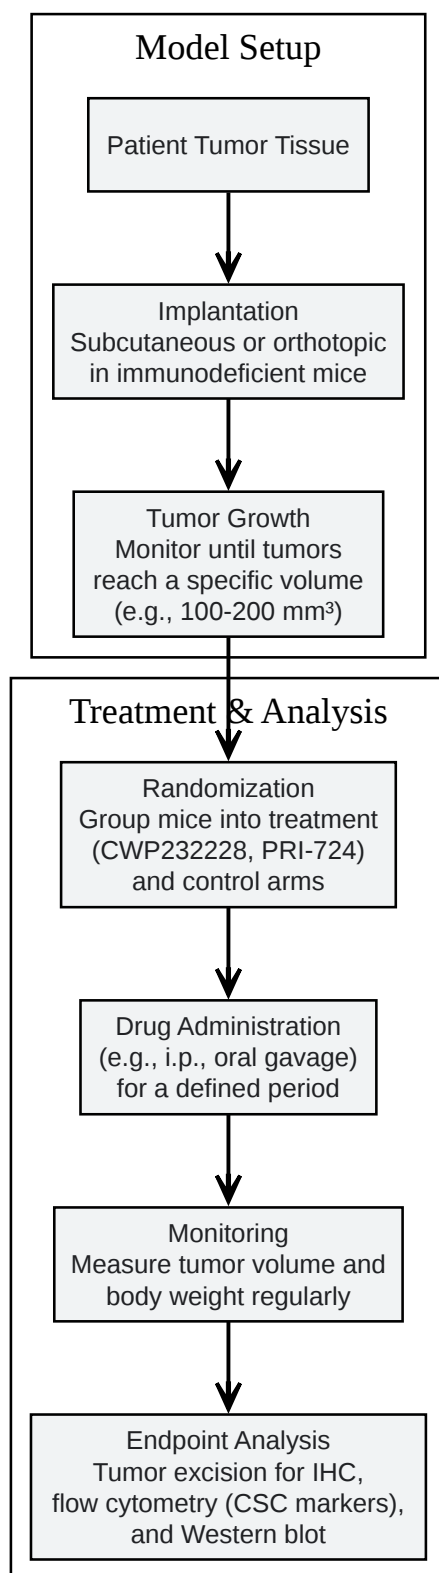 Model Setup
Patient Tumor Tissue
Implantation
Subcutaneous or orthotopic
in immunodeficient mice
Tumor Growth
Monitor until tumors
reach a specific volume
(e.g., 100-200 mm³)
Treatment & Analysis
Randomization
Group mice into treatment
(CWP232228, PRI-724)
and control arms
Drug Administration
(e.g., i.p., oral gavage)
for a defined period
Monitoring
Measure tumor volume and
body weight regularly
Endpoint Analysis
Tumor excision for IHC,
flow cytometry (CSC markers),
and Western blot